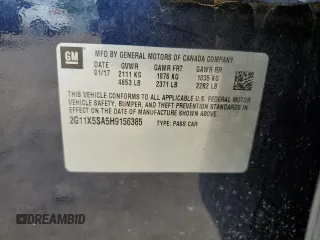 GM
MFD BY GENERAL MOTORS OF CANADA COMPANY
DATE GVWR GAWR FRT GAWR RR
01/17 2111 KG 1076 KG 1035 KG
4653 LB 2371 LB 2282 LB
THIS VEHICLE CONFORMS TO ALL APPLICABLE U.S. FEDERAL MOTOR
VEHICLE SAFETY, BUMPER, AND THEFT PREVENTION STANDARDS IN
EFFECT ON THE DATE OF MANUFACTURE SHOWN ABOVE.
2G11X5SA5H9156385 TYPE: PASS CAR
DREAMBID